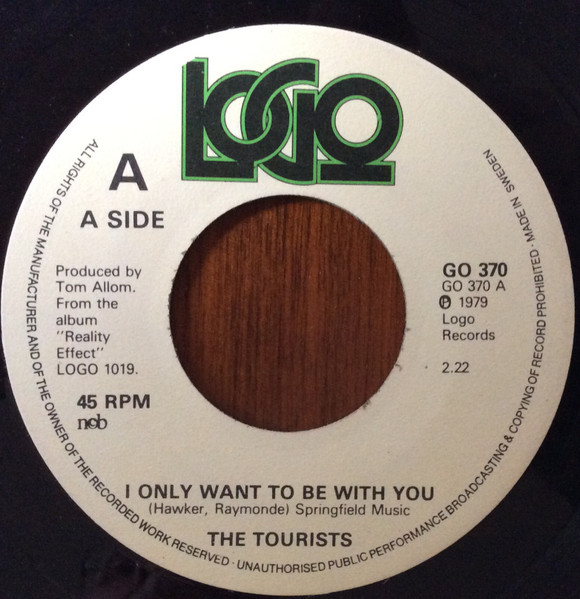 LOGO
A
A SIDE
Produced by
Tom Allom.
From the
album
"Reality
Effect"
LOGO 1019.
45 RPM
ncb
GO 370
GO 370 A
Ⓟ 1979
Logo
Records
2.22
I ONLY WANT TO BE WITH YOU
(Hawker, Raymonde) Springfield Music
THE TOURISTS
ALL RIGHTS OF THE MANUFACTURER AND OF THE OWNER OF THE RECORDED WORK RESERVED · UNAUTHORISED PUBLIC PERFORMANCE BROADCASTING & COPYING OF RECORD PROHIBITED · MADE IN SWEDEN